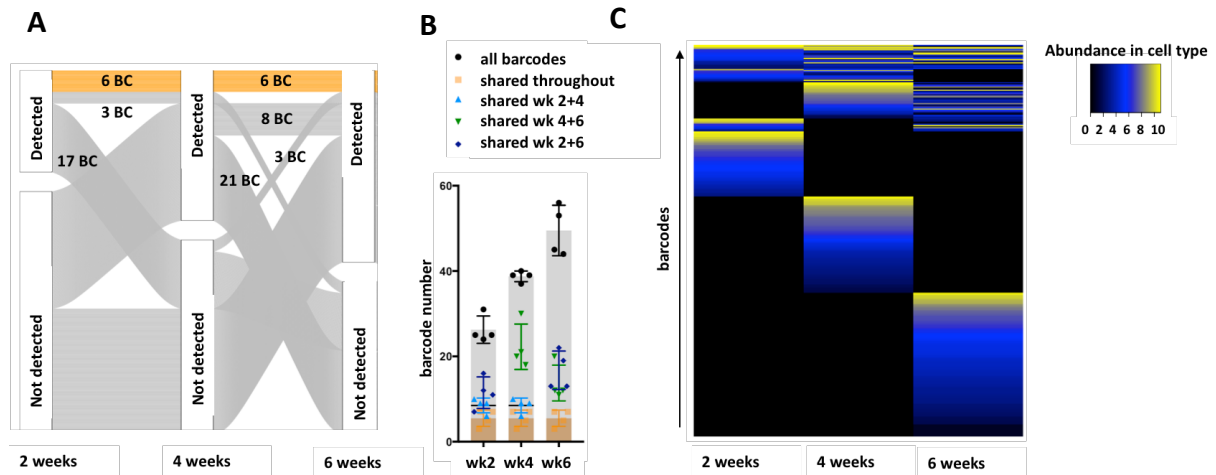 A
6 BC
6 BC
3 BC
8 BC
3 BC
17 BC
21 BC
Detected
Detected
Detected
Not detected
Not detected
Not detected
2 weeks
4 weeks
6 weeks
B
all barcodes
shared throughout
shared wk 2+4
shared wk 4+6
shared wk 2+6
barcode number
60
40
20
0
wk2 wk4 wk6
C
barcodes
2 weeks
4 weeks
6 weeks
Abundance in cell type
0 2 4 6 8 10